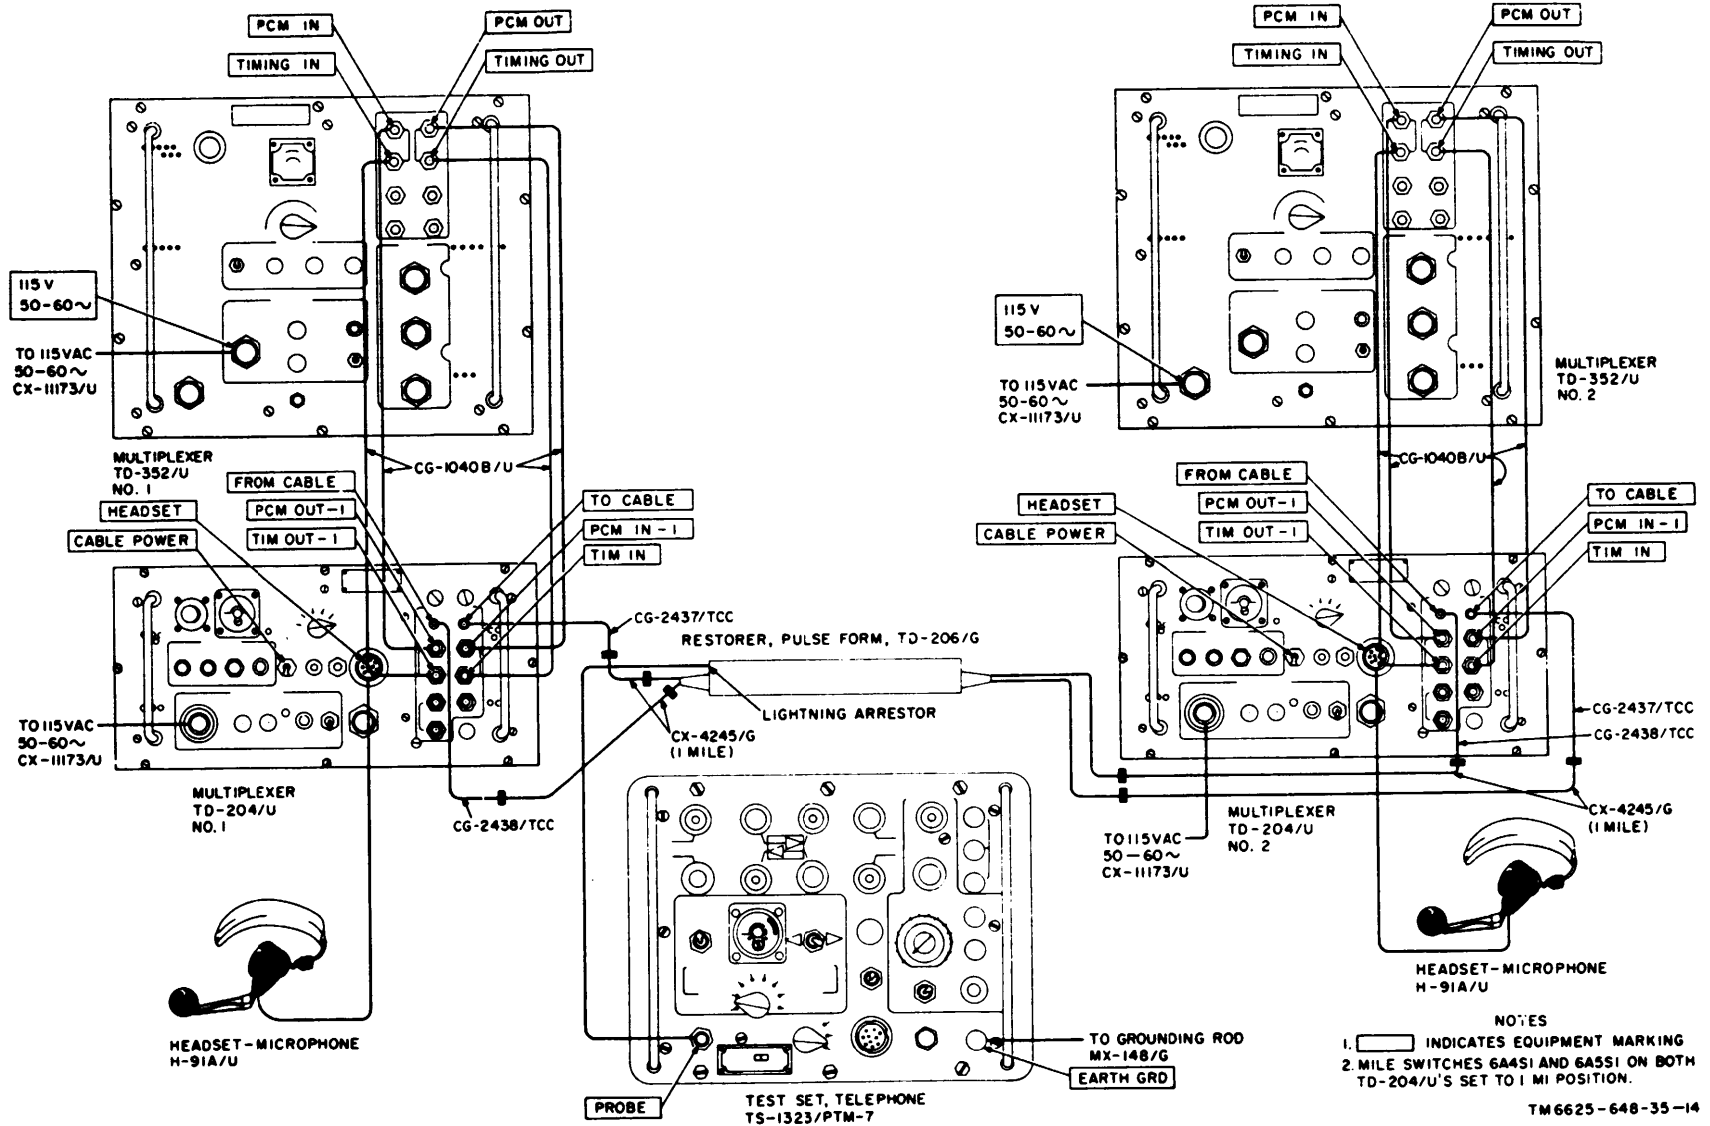 PCM IN
PCM OUT
TIMING IN
TIMING OUT
PCM IN
PCM OUT
TIMING IN
TIMING OUT
115 V
50-60~
TO 115VAC
50-60~
CX-11173/U
115 V
50-60~
TO 115VAC
50-60~
CX-11173/U
MULTIPLEXER
TD-352/U
NO. 2
MULTIPLEXER
TD-352/U
NO. 1
CG-1040B/U
CG-1040B/U
FROM CABLE
HEADSET
PCM OUT-1
CABLE POWER
TIM OUT-1
TO CABLE
PCM IN-1
TIM IN
FROM CABLE
HEADSET
PCM OUT-1
CABLE POWER
TIM OUT-1
TO CABLE
PCM IN-1
TIM IN
CG-2437/TCC
RESTORER, PULSE FORM, TD-206/G
LIGHTNING ARRESTOR
CX-4245/G
(1 MILE)
TO 115VAC
50-60~
CX-11173/U
MULTIPLEXER
TD-204/U
NO. 1
CG-2438/TCC
CG-2437/TCC
CG-2438/TCC
CX-4245/G
(1 MILE)
MULTIPLEXER
TD-204/U
NO. 2
TO 115VAC
50-60~
CX-11173/U
HEADSET-MICROPHONE
H-91A/U
HEADSET-MICROPHONE
H-91A/U
TO GROUNDING ROD
MX-148/G
EARTH GRD
PROBE
TEST SET, TELEPHONE
TS-1323/PTM-7
NOTES
1. INDICATES EQUIPMENT MARKING
2. MILE SWITCHES 6A4S1 AND 6A5S1 ON BOTH
TD-204/U'S SET TO 1 MI POSITION.
TM6625-648-35-14